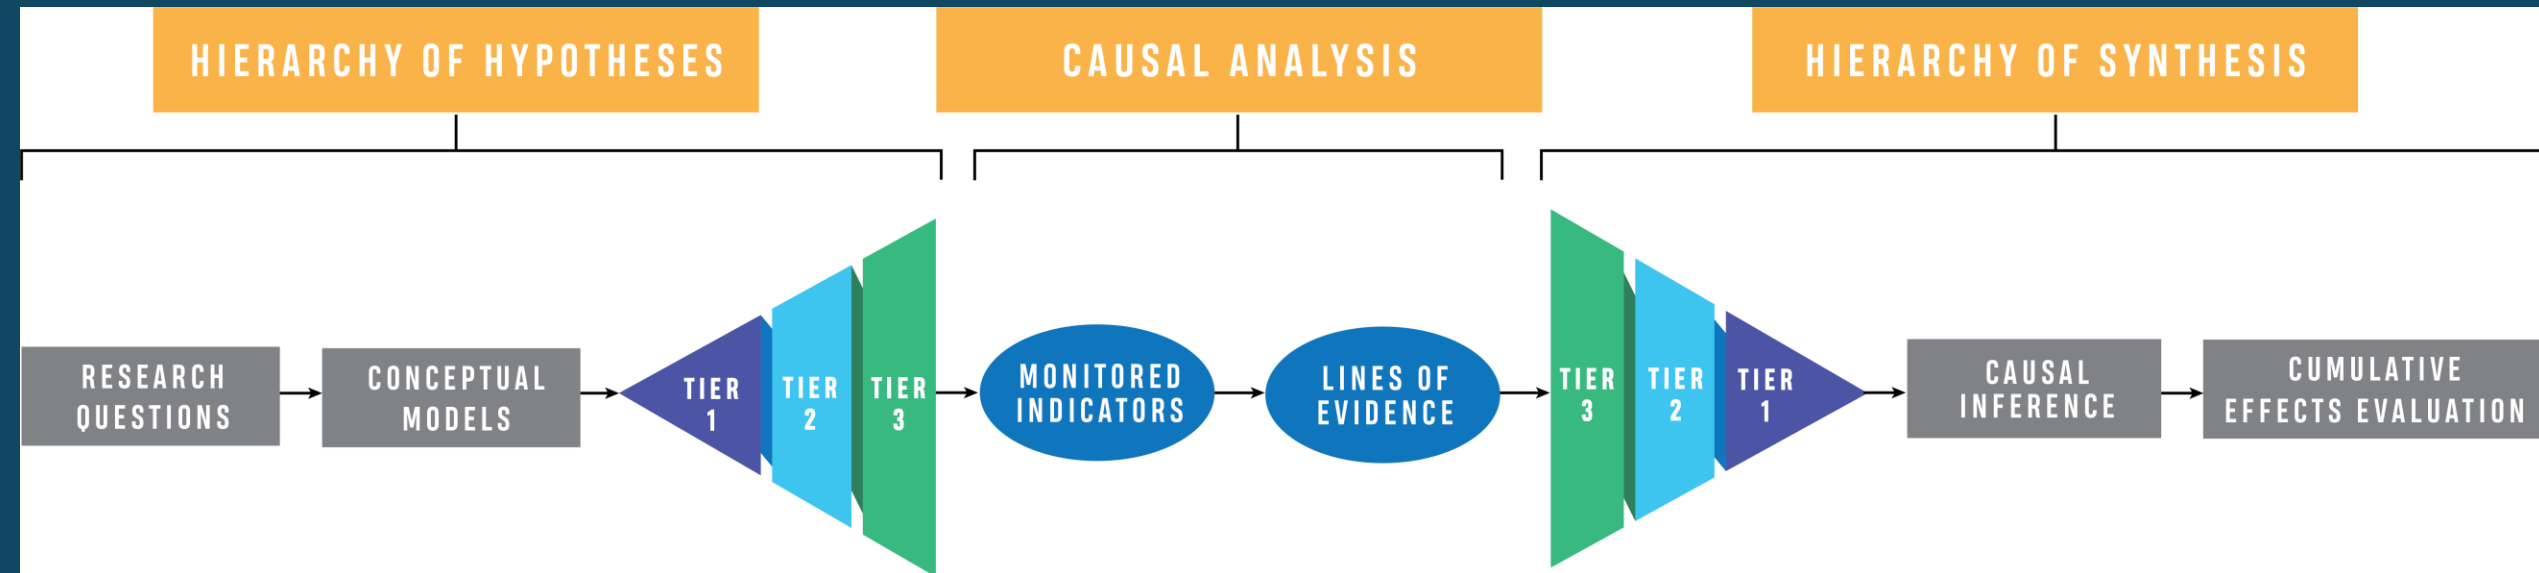 HIERARCHY OF HYPOTHESES
CAUSAL ANALYSIS
HIERARCHY OF SYNTHESIS
RESEARCH
QUESTIONS
CONCEPTUAL
MODELS
TIER
1
TIER
2
TIER
3
MONITORED
INDICATORS
LINES OF
EVIDENCE
TIER
3
TIER
2
TIER
1
CAUSAL
INFERENCE
CUMULATIVE
EFFECTS EVALUATION